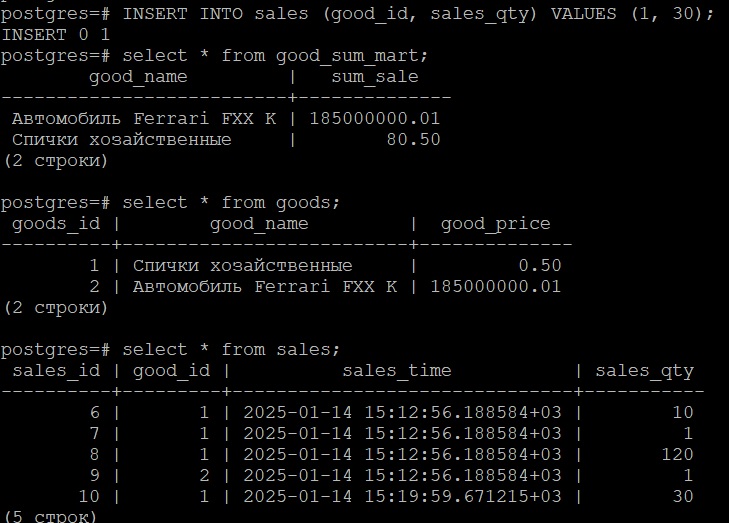 postgres=# INSERT INTO sales (good_id, sales_qty) VALUES (1, 30);
INSERT 0 1
postgres=# select * from good_sum_mart;
        good_name         |   sum_sale
--------------------------+--------------
 Автомобиль Ferrari FXX K | 185000000.01
 Спички хозайственные     |        80.50
(2 строки)

postgres=# select * from goods;
 goods_id |        good_name         |  good_price
----------+--------------------------+--------------
        1 | Спички хозайственные     |         0.50
        2 | Автомобиль Ferrari FXX K | 185000000.01
(2 строки)

postgres=# select * from sales;
 sales_id | good_id |          sales_time           | sales_qty
----------+---------+-------------------------------+-----------
        6 |       1 | 2025-01-14 15:12:56.188584+03 |        10
        7 |       1 | 2025-01-14 15:12:56.188584+03 |         1
        8 |       1 | 2025-01-14 15:12:56.188584+03 |       120
        9 |       2 | 2025-01-14 15:12:56.188584+03 |         1
       10 |       1 | 2025-01-14 15:19:59.671215+03 |        30
(5 строк)